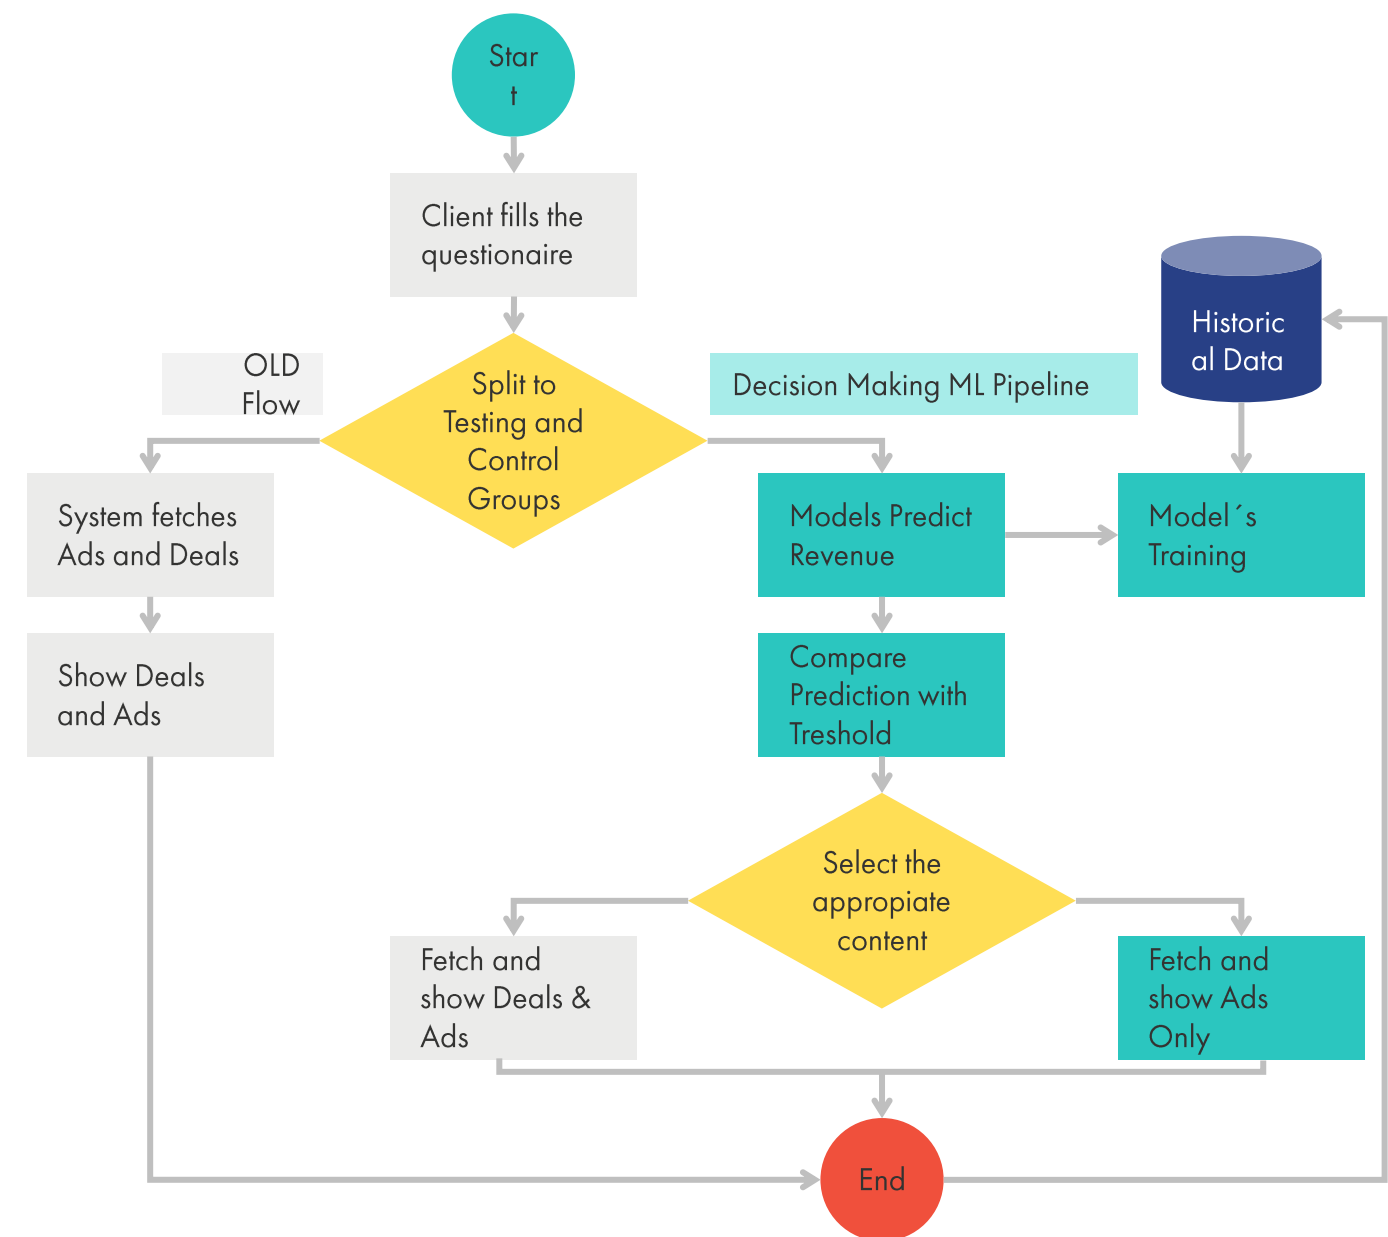 Star
t
Client fills the
questionaire
Historic
al Data
OLD
Flow
Split to
Testing and
Control
Groups
Decision Making ML Pipeline
System fetches
Ads and Deals
Models Predict
Revenue
Model´s
Training
Show Deals
and Ads
Compare
Prediction with
Treshold
Select the
appropiate
content
Fetch and
show Deals &
Ads
Fetch and
show Ads
Only
End